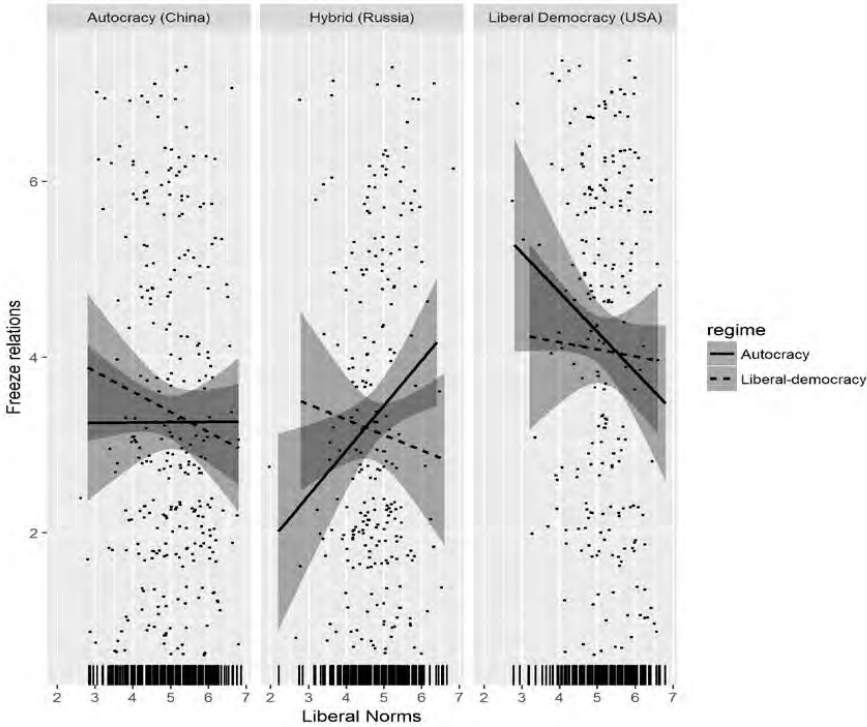 Autocracy (China) Hybrid (Russia) Liberal Democracy (USA)
6
4
2
Freeze relations
2 3 4 5 6 7 2 3 4 5 6 7 2 3 4 5 6 7
Liberal Norms
regime
Autocracy
Liberal-democracy